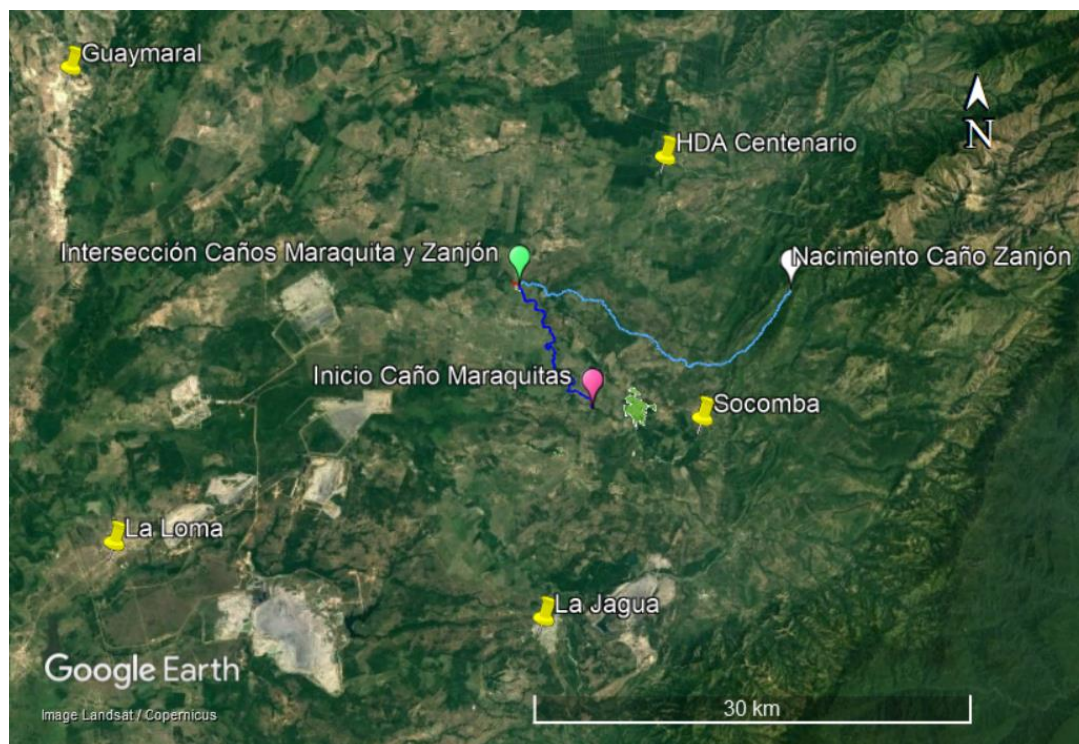 Guaymaral
HDA Centenario
N
Intersección Caños Maraquita y Zanjón
Nacimiento Caño Zanjón
Inicio Caño Maraquitas
Socomba
La Loma
La Jagua
Google Earth
Image Landsat / Copernicus
30 km